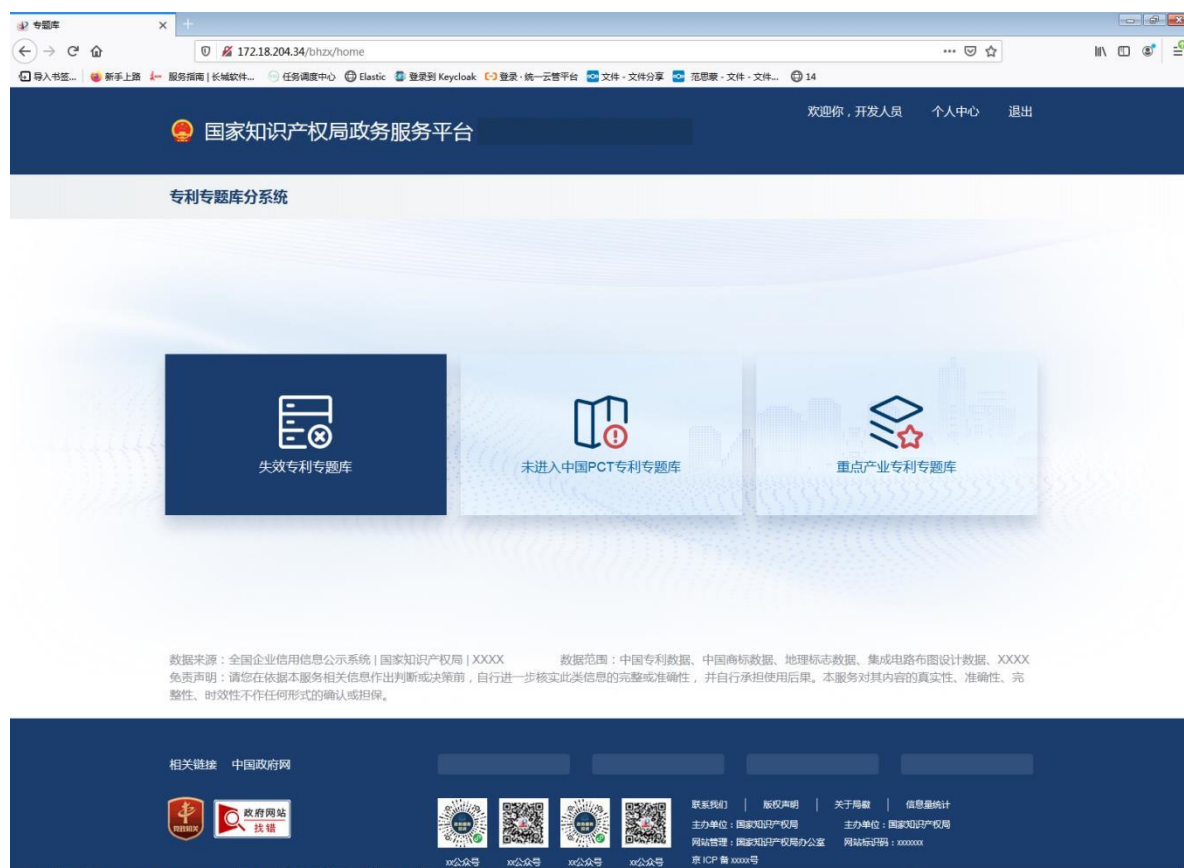 专题库
172.18.204.34/bhzx/home
导入书签... 新手上路 服务指南 | 长城软件... 任务调度中心 Elastic 登录到 Keycloak 登录 - 统一云管平台 文件 - 文件分享 范思蒙 - 文件 - 文件... 14
欢迎你，开发人员 个人中心 退出
国家知识产权局政务服务平台
专利专题库分系统
失效专利专题库 未进入中国PCT专利专题库 重点产业专利专题库
数据来源：全国企业信用信息公示系统 | 国家知识产权局 | XXXX 数据范围：中国专利数据、中国商标数据、地理标志数据、集成电路布图设计数据、XXXX
免责声明：请您在依据本服务相关信息作出判断或决策前，自行进一步核实此类信息的完整或准确性，并自行承担使用后果。本服务对其内容的真实性、准确性、完
整性、时效性不作任何形式的确认或担保。
相关链接 中国政府网
政府网站
找错
联系我们 | 版权声明 | 关于局徽 | 信息量统计
主办单位：国家知识产权局 主办单位：国家知识产权局
网站管理：国家知识产权局办公室 网站标识码：xxxxxxx
京 ICP 备 xxxxx号
xx公众号 xx公众号 xx公众号 xx公众号